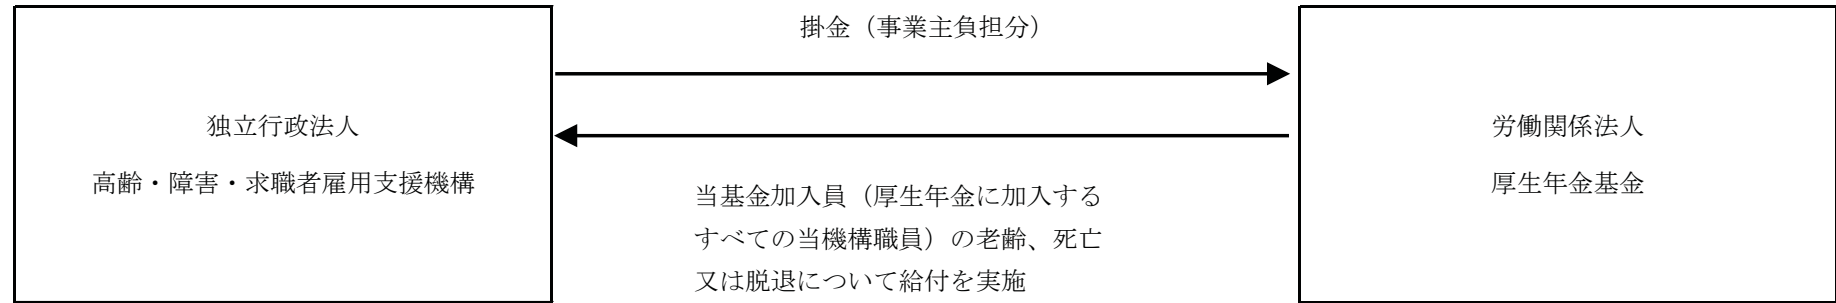 掛金（事業主負担分）
独立行政法人
高齢・障害・求職者雇用支援機構
労働関係法人
厚生年金基金
当基金加入員（厚生年金に加入する
すべての当機構職員）の老齢、死亡
又は脱退について給付を実施